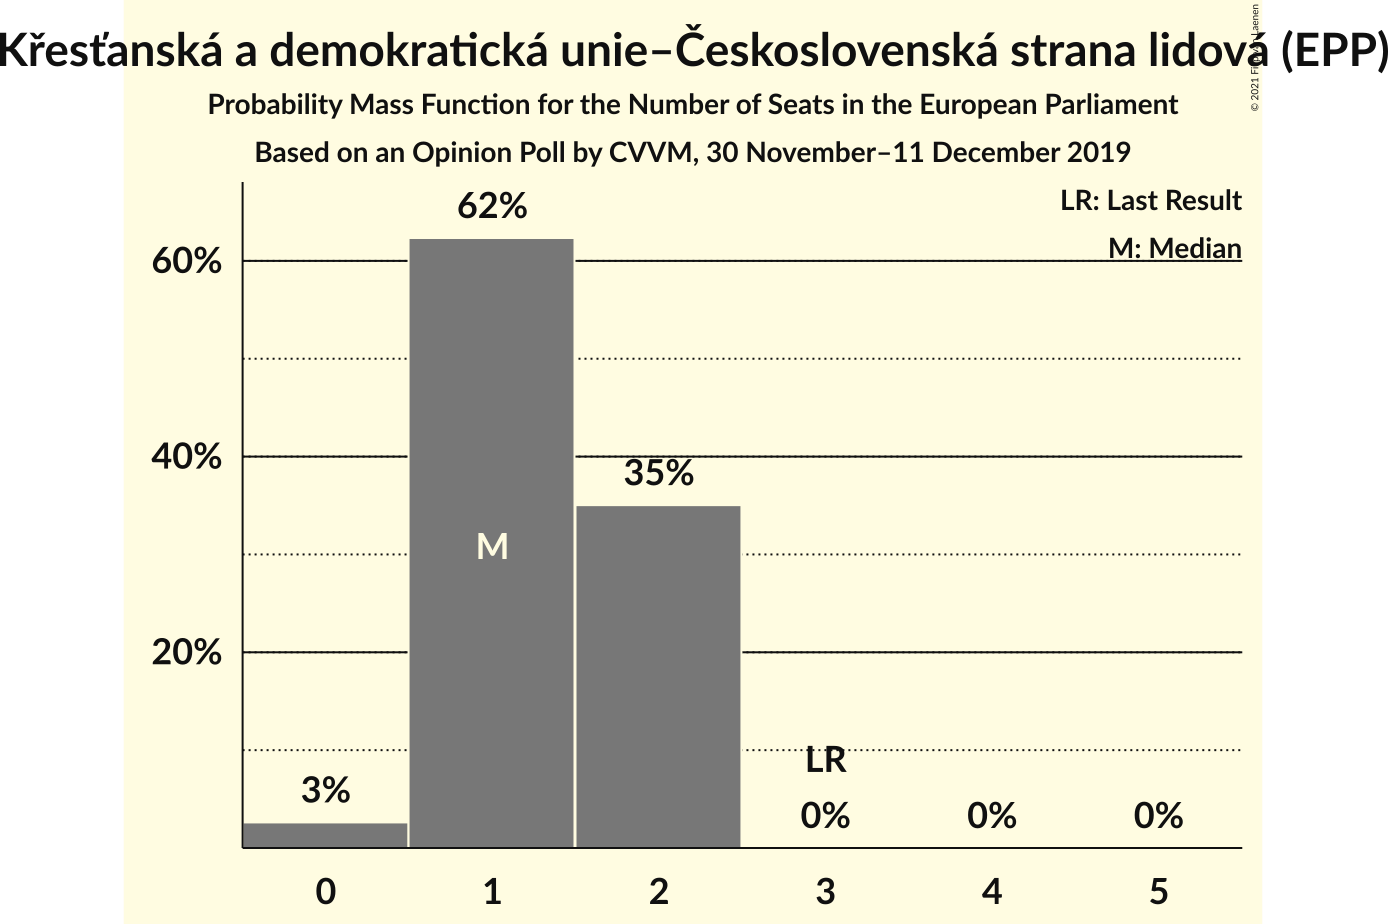 Křesťanská a demokratická unie–Československá strana lidová (EPP)
Probability Mass Function for the Number of Seats in the European Parliament
Based on an Opinion Poll by CVVM, 30 November–11 December 2019
LR: Last Result
M: Median
62%
60%
40%
35%
M
20%
LR
3%
0%
0%
0%
0
1
2
3
4
5
© 2021 Laenen